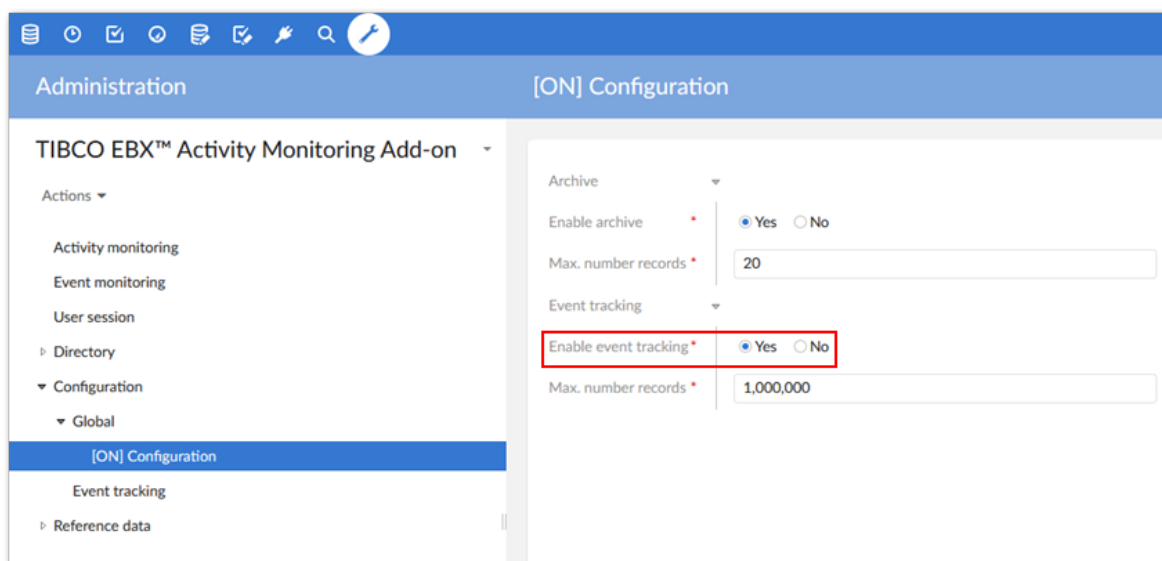 Administration
[ON] Configuration
TIBCO EBX™ Activity Monitoring Add-on
Actions
Activity monitoring
Event monitoring
User session
Directory
Configuration
Global
[ON] Configuration
Event tracking
Reference data
Archive
Enable archive * Yes No
Max. number records * 20
Event tracking
Enable event tracking * Yes No
Max. number records * 1,000,000